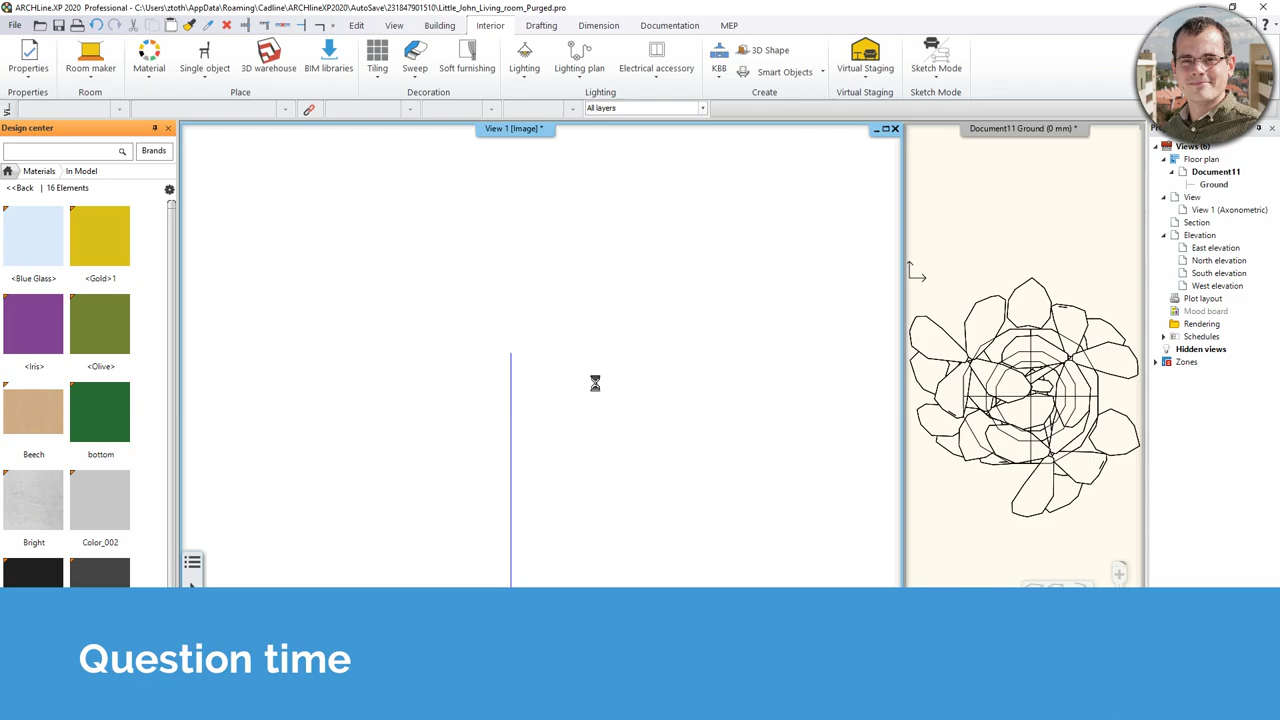 ARCHLine.XP 2020 Professional - C:\Users\ztoth\AppData\Roaming\Cadline\ARCHlineXP2020\AutoSave\231847901510\Little_John_Living_room_Purged.pro
File
Edit
View
Building
Interior
Drafting
Dimension
Documentation
MEP
Properties
Room maker
Material
Single object
3D warehouse
BIM libraries
Tiling
Sweep
Soft furnishing
Lighting
Lighting plan
Electrical accessory
KBB
3D Shape
Smart Objects
Virtual Staging
Sketch Mode
Properties
Room
Place
Decoration
Lighting
Create
Virtual Staging
Sketch Mode
All layers
Design center
View 1 [Image] *
Document11 Ground (0 mm) *
Brands
Materials
In Model
<<Back
16 Elements
<Blue Glass>
<Gold>1
<Iris>
<Olive>
Beech
bottom
Bright
Color_002
Views (6)
Floor plan
Document11
Ground
View
View 1 (Axonometric)
Section
Elevation
East elevation
North elevation
South elevation
West elevation
Plot layout
Mood board
Rendering
Schedules
Hidden views
Zones
Question time